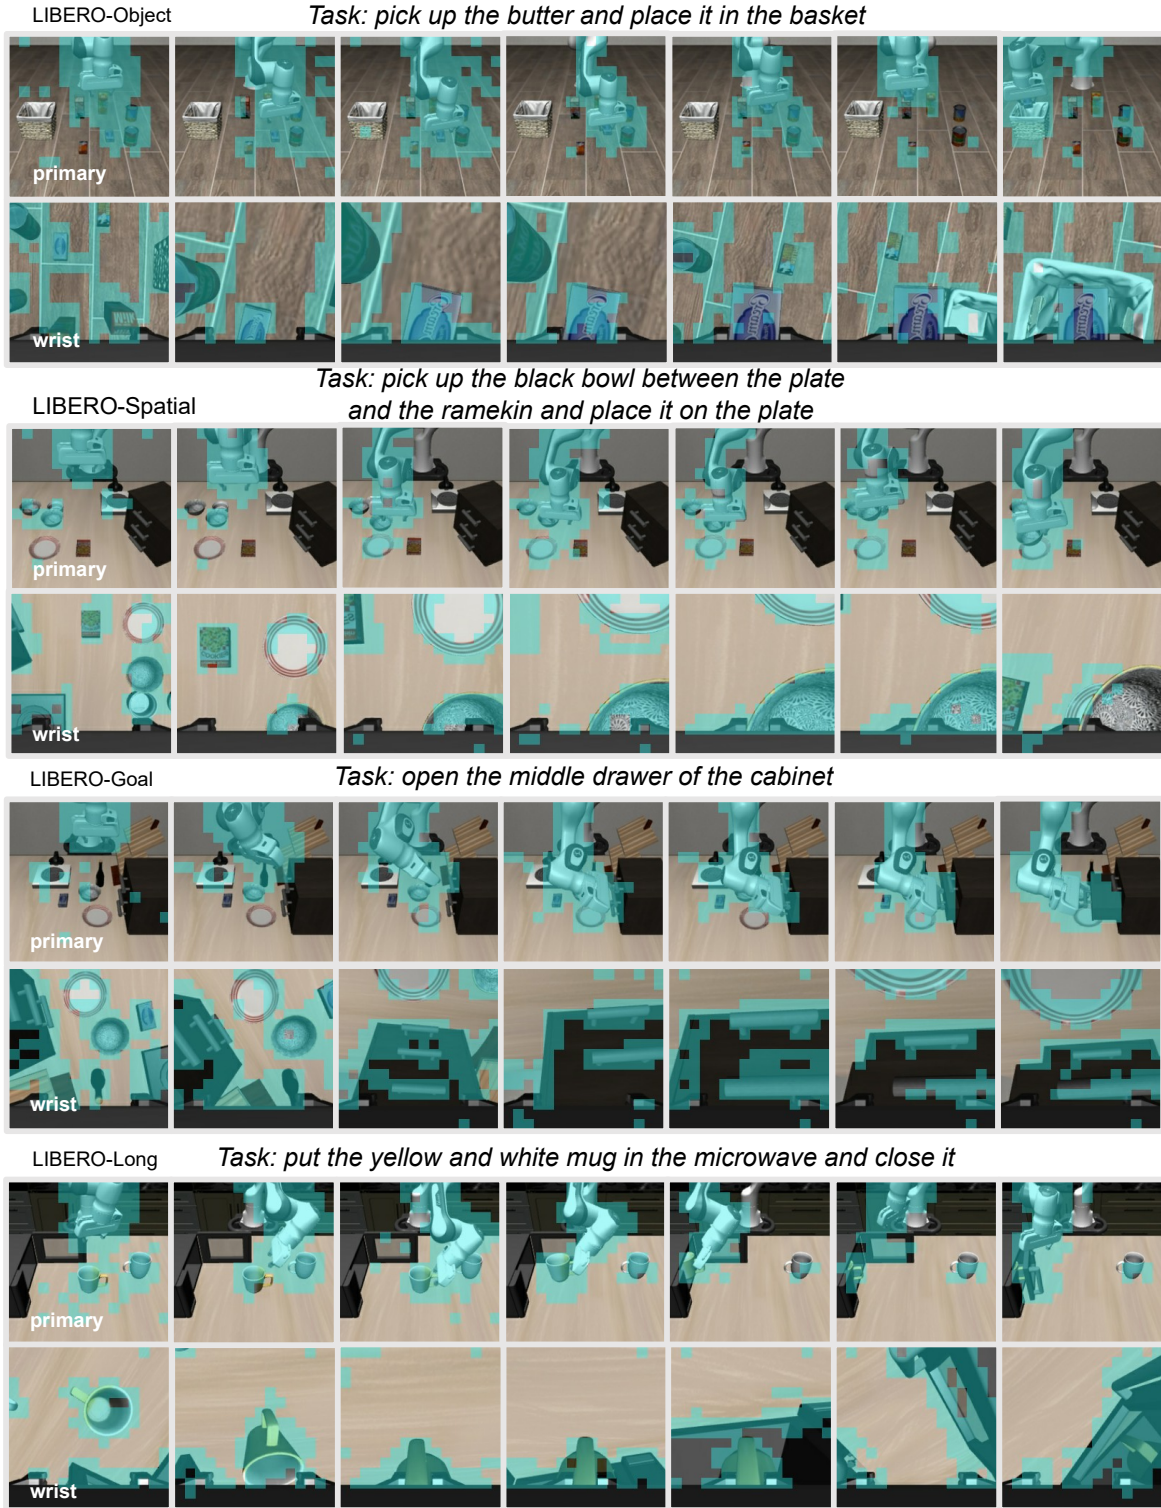 LIBERO-Object
Task: pick up the butter and place it in the basket
primary
wrist
Task: pick up the black bowl between the plate
LIBERO-Spatial
and the ramekin and place it on the plate
primary
wrist
LIBERO-Goal
Task: open the middle drawer of the cabinet
primary
wrist
LIBERO-Long
Task: put the yellow and white mug in the microwave and close it
primary
wrist